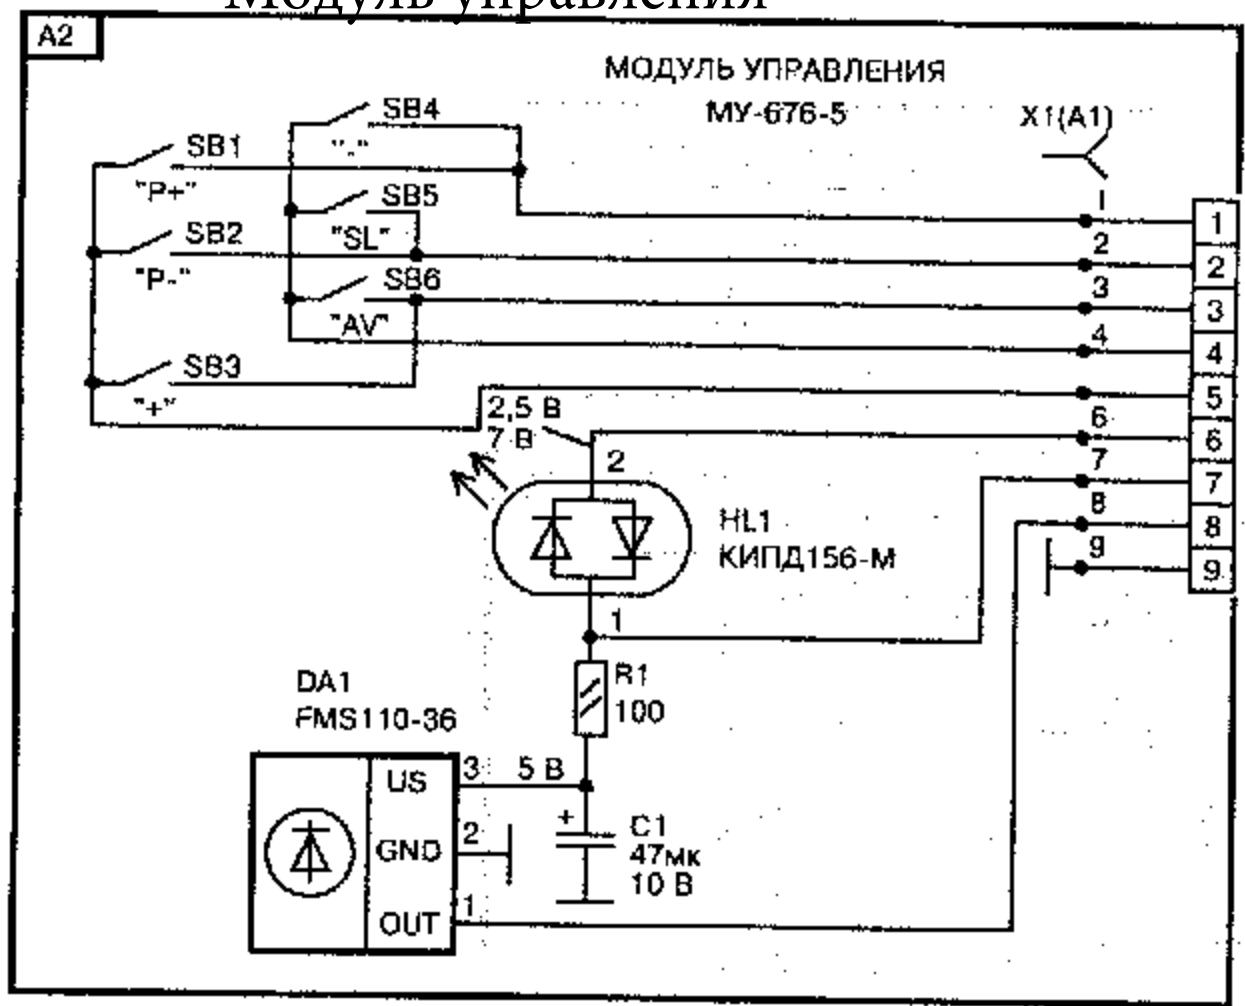 Модуль управления
А2
МОДУЛЬ УПРАВЛЕНИЯ
МУ-676-5
X1(A1)
SB4
"-"
SB1
"P+"
SB5
"SL"
SB2
"P-"
SB6
"AV"
SB3
"+"
1
1
2
2
3
3
4
4
5
6
6
7
7
8
8
9
9
2,5 В
7 В
2
HL1
КИПД156-М
1
R1
100
DA1
FMS110-36
US
3
5 В
GND
2
OUT
1
+
C1
47мк
10 В